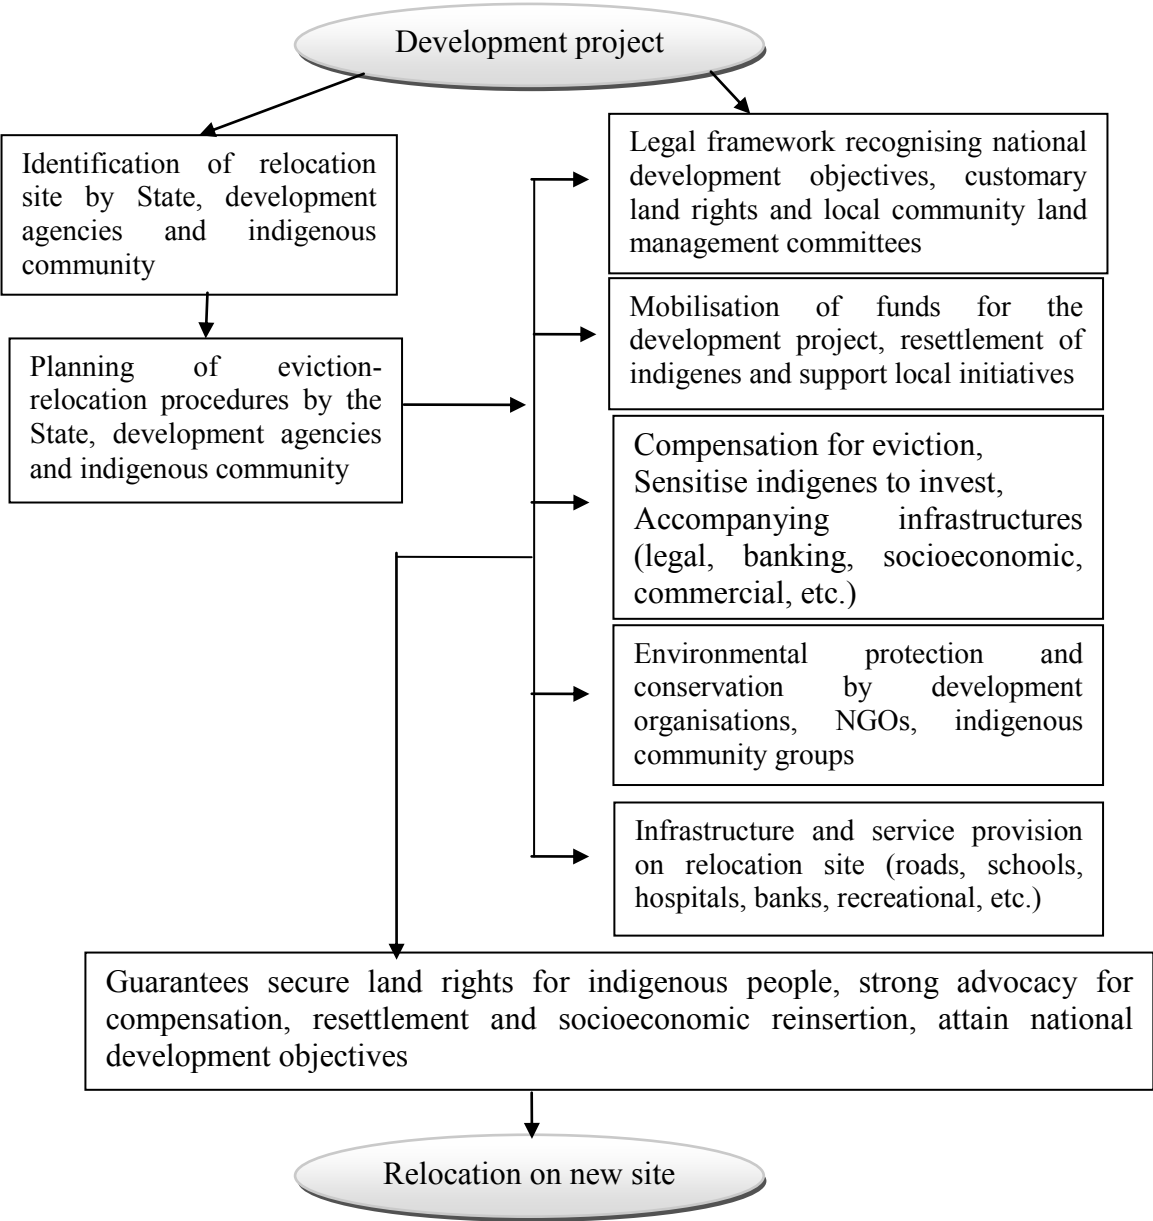 Development project
Identification of relocation
site by State, development
agencies and indigenous
community
Planning of eviction-
relocation procedures by the
State, development agencies
and indigenous community
Legal framework recognising national
development objectives, customary
land rights and local community land
management committees
Mobilisation of funds for the
development project, resettlement of
indigenes and support local initiatives
Compensation for eviction,
Sensitise indigenes to invest,
Accompanying infrastructures
(legal, banking, socioeconomic,
commercial, etc.)
Environmental protection and
conservation by development
organisations, NGOs, indigenous
community groups
Infrastructure and service provision
on relocation site (roads, schools,
hospitals, banks, recreational, etc.)
Guarantees secure land rights for indigenous people, strong advocacy for
compensation, resettlement and socioeconomic reinsertion, attain national
development objectives
Relocation on new site